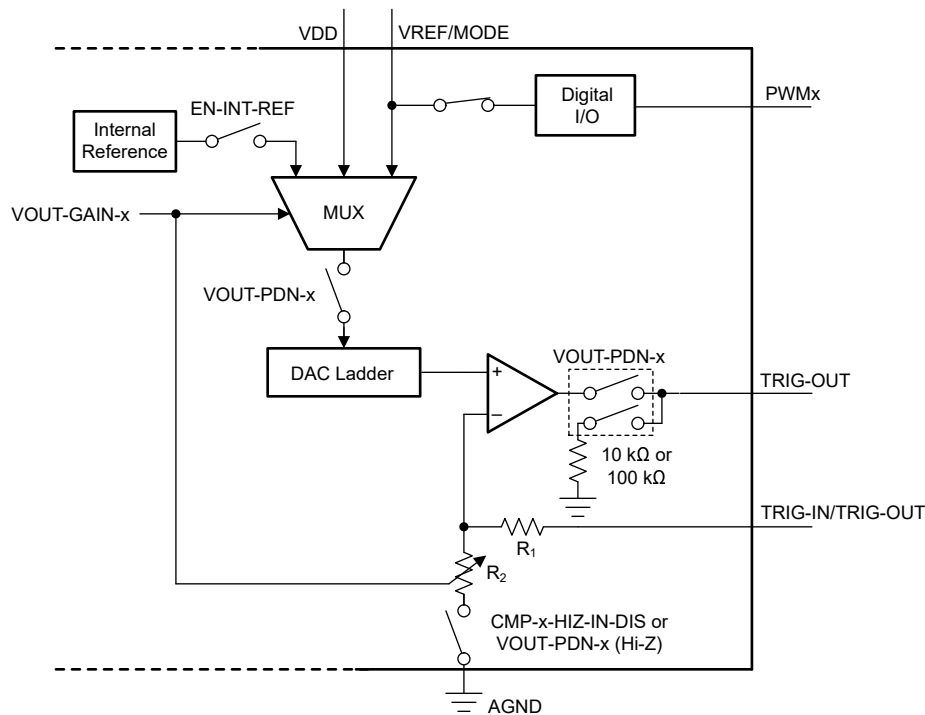 VDD
VREF/MODE
EN-INT-REF
Internal
Reference
Digital
I/O
PWMx
VOUT-GAIN-x
MUX
VOUT-PDN-x
DAC Ladder
+
–
VOUT-PDN-x
TRIG-OUT
10 kΩ or
100 kΩ
TRIG-IN/TRIG-OUT
R₁
R₂
CMP-x-HIZ-IN-DIS or
VOUT-PDN-x (Hi-Z)
AGND